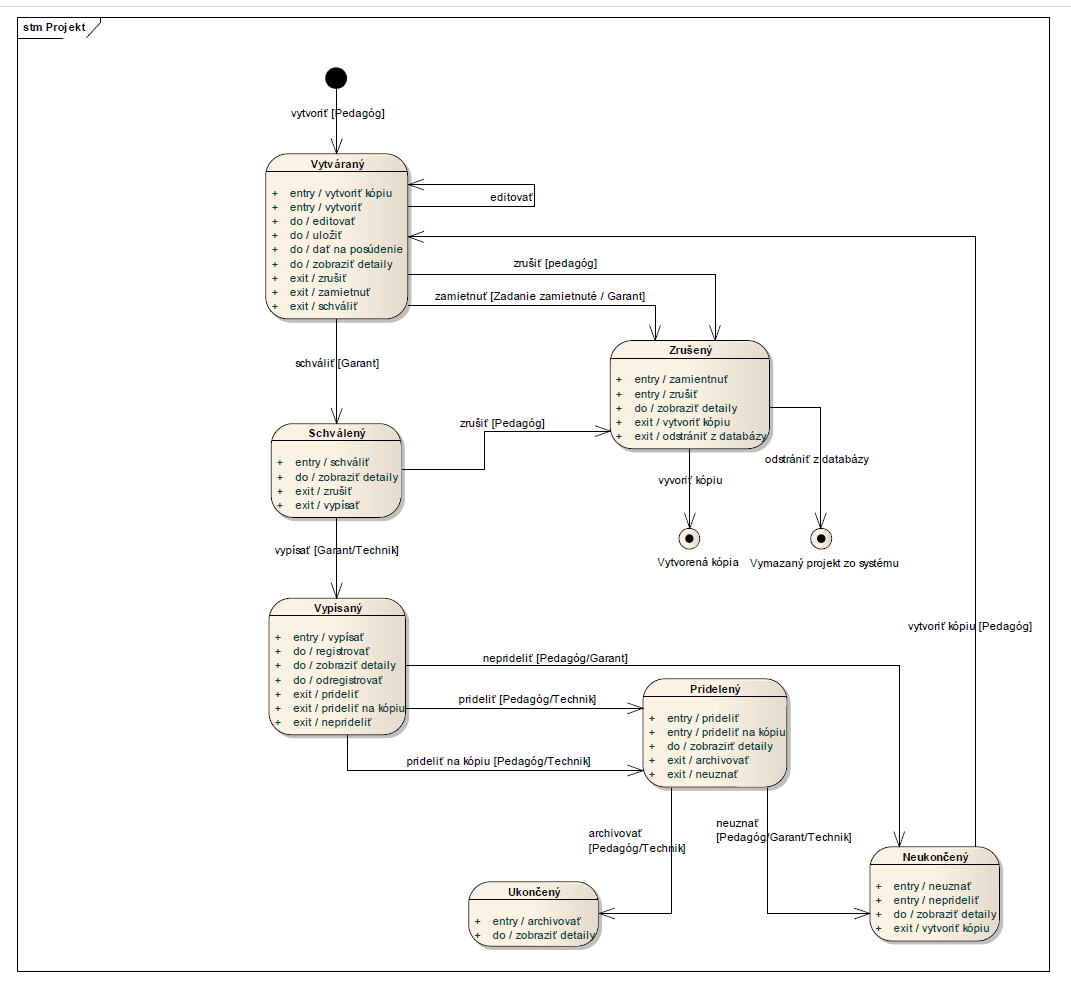 stm Projekt
vytvoriť [Pedagóg]
Vytváraný
+ entry / vytvoriť kópiu
+ entry / vytvoriť
+ do / editovať
+ do / uložiť
+ do / dať na posúdenie
+ do / zobraziť detaily
+ exit / zrušiť
+ exit / zamietnuť
+ exit / schváliť
editovať
zrušiť [pedagóg]
zamietnuť [Zadanie zamietnuté / Garant]
schváliť [Garant]
Zrušený
+ entry / zamientnuť
+ entry / zrušiť
+ do / zobraziť detaily
+ exit / vytvoriť kópiu
+ exit / odstrániť z databázy
zrušiť [Pedagóg]
Schválený
+ entry / schváliť
+ do / zobraziť detaily
+ exit / zrušiť
+ exit / vypísať
odstrániť z databázy
vyvoriť kópiu
Vytvorená kópia
Vymazaný projekt zo systému
vypísať [Garant/Technik]
Vypísaný
+ entry / vypísať
+ do / registrovať
+ do / zobraziť detaily
+ do / odregistrovať
+ exit / prideliť
+ exit / prideliť na kópiu
+ exit / neprideliť
vytvoriť kópiu [Pedagóg]
neprideliť [Pedagóg/Garant]
prideliť [Pedagóg/Technik]
prideliť na kópiu [Pedagóg/Technik]
Pridelený
+ entry / prideliť
+ entry / prideliť na kópiu
+ do / zobrazirť detaily
+ exit / archivovať
+ exit / neuznať
archivovať
[Pedagóg/Technik]
neuznať
[Pedagóg/Garant/Technik]
Ukončený
+ entry / archivovať
+ do / zobraziť detaily
Neukončený
+ entry / neuznať
+ entry / neprideliť
+ do / zobraziť detaily
+ exit / vytvoriť kópiu